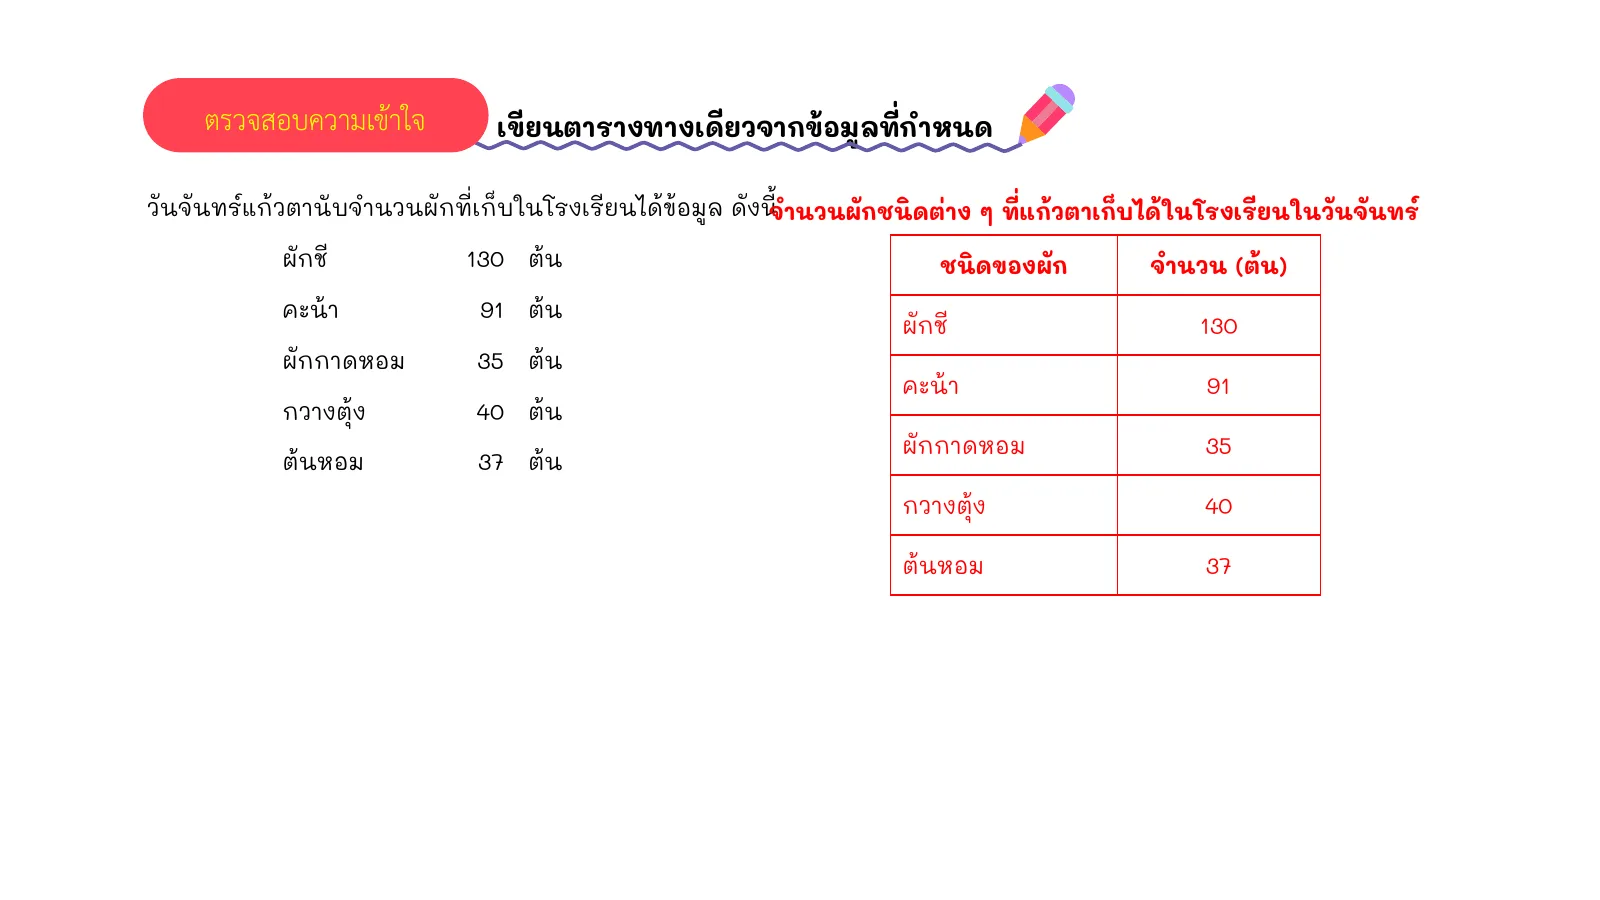 ตรวจสอบความเข้าใจ
เขียนตารางทางเดียวจากข้อมูลที่กำหนด
วันจันทร์แก้วตานับจำนวนผักที่เก็บในโรงเรียนได้ข้อมูล ดังนี้
ผักชี 130 ต้น
คะน้า 91 ต้น
ผักกาดหอม 35 ต้น
กวางตุ้ง 40 ต้น
ต้นหอม 37 ต้น
จำนวนผักชนิดต่าง ๆ ที่แก้วตาเก็บได้ในโรงเรียนในวันจันทร์
ชนิดของผัก จำนวน (ต้น)
ผักชี 130
คะน้า 91
ผักกาดหอม 35
กวางตุ้ง 40
ต้นหอม 37